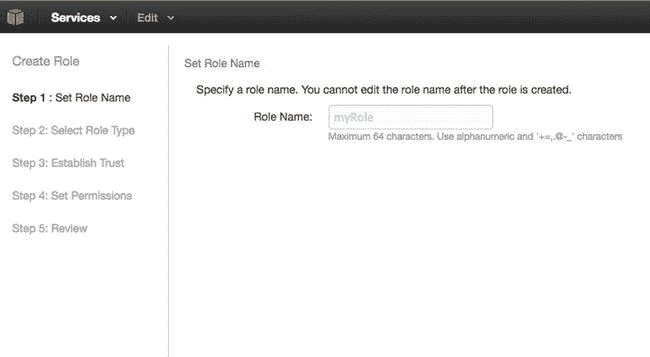 Services Edit
Create Role
Step 1 : Set Role Name
Step 2: Select Role Type
Step 3: Establish Trust
Step 4: Set Permissions
Step 5: Review
Set Role Name
Specify a role name. You cannot edit the role name after the role is created.
Role Name: myRole
Maximum 64 characters. Use alphanumeric and '+=,.@-_' characters